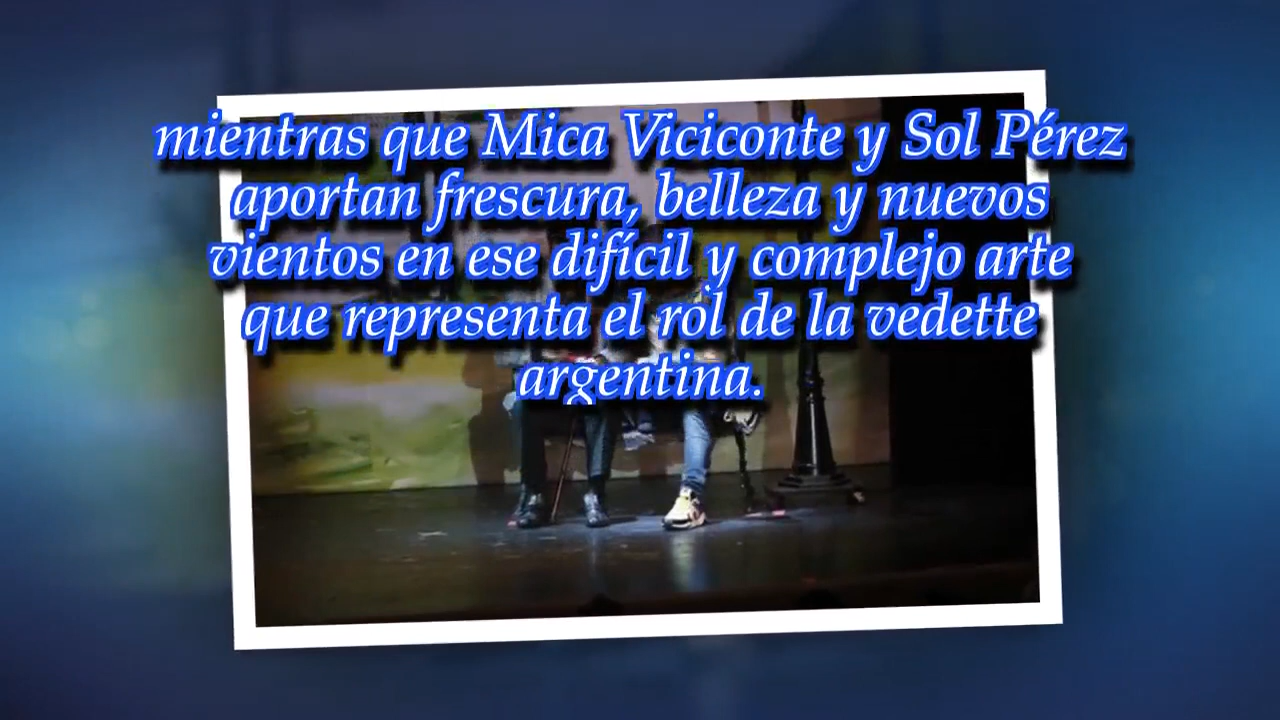 mientras que Mica Viciconte y Sol Pérez
aportan frescura, belleza y nuevos
vientos en ese difícil y complejo arte
que representa el rol de la vedette
argentina.